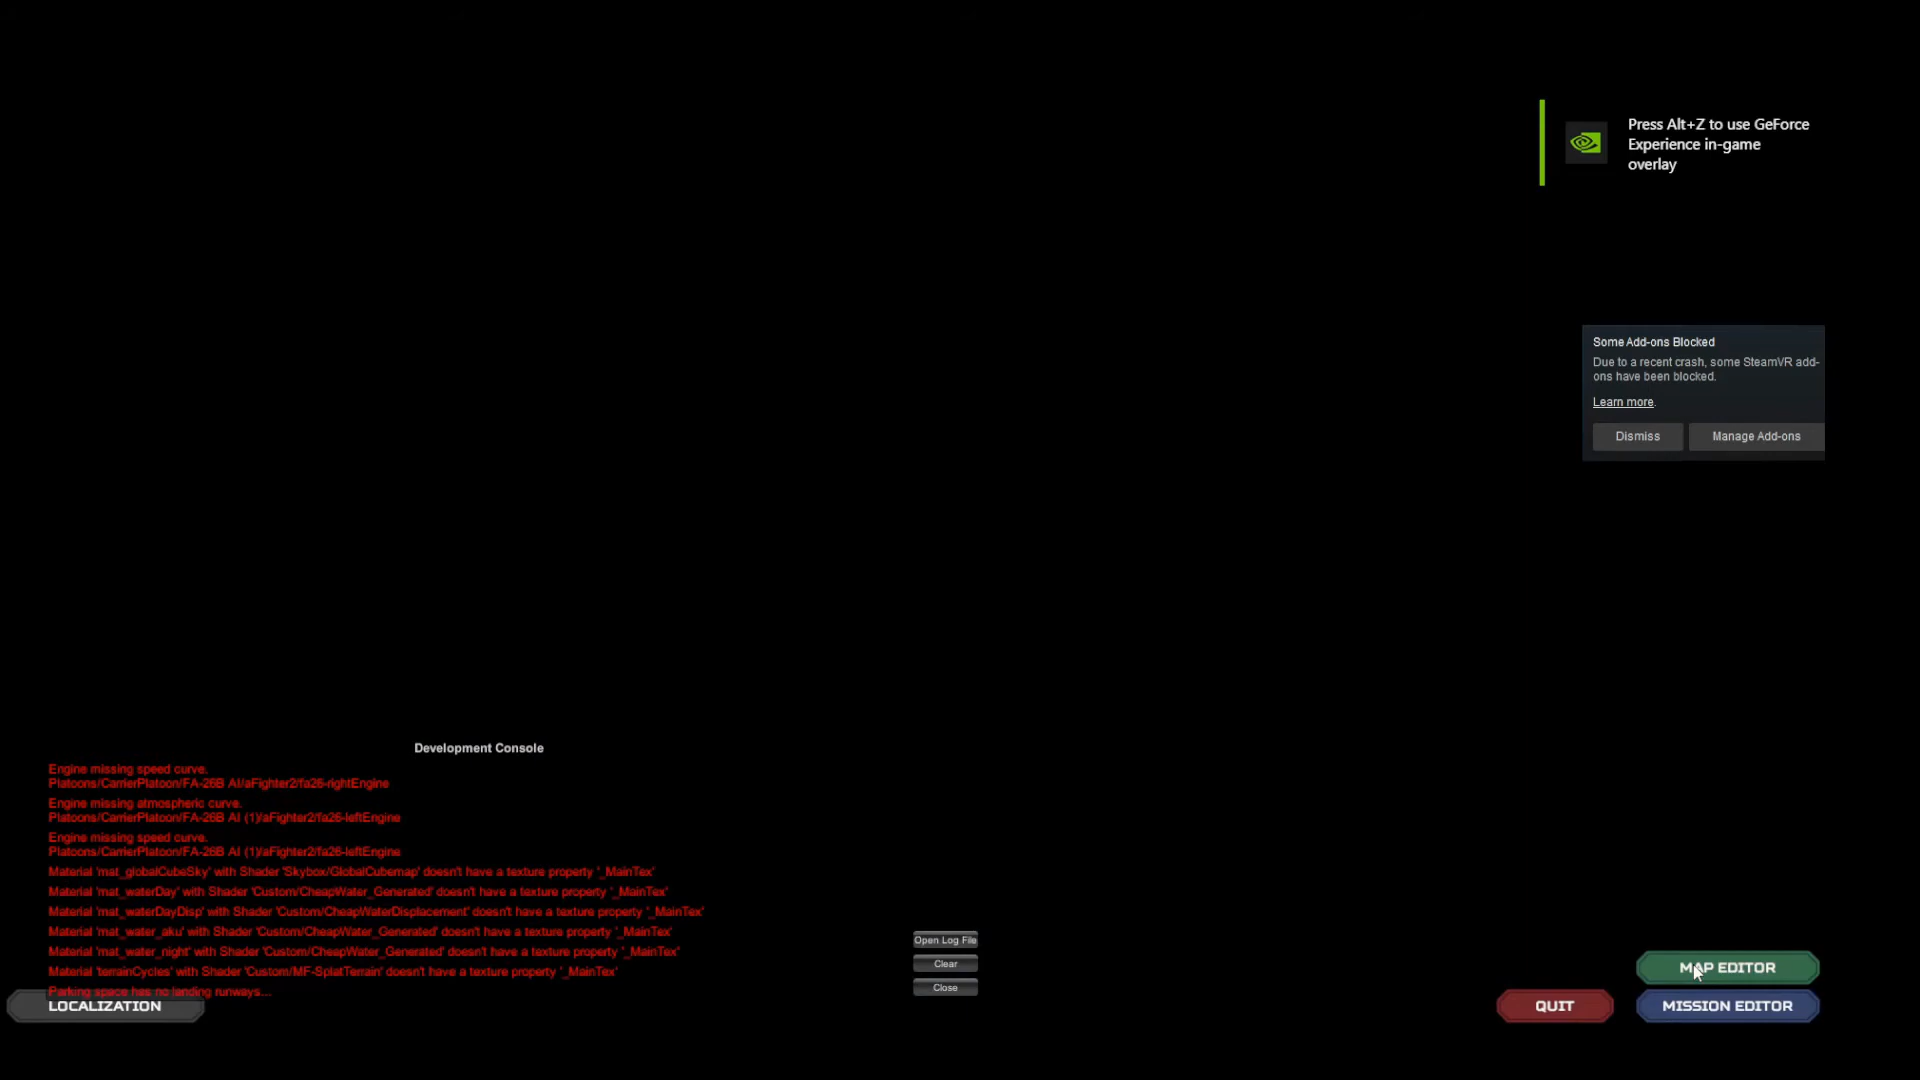 Press Alt+Z to use GeForce
Experience in-game
overlay
Some Add-ons Blocked
Due to a recent crash, some SteamVR add-
ons have been blocked.
Learn more.
Dismiss
Manage Add-ons
Development Console
Engine missing speed curve.
Platoons/CarrierPlatoon/FA-26B AI/aFighter2/fa26-rightEngine
Engine missing atmospheric curve.
Platoons/CarrierPlatoon/FA-26B AI (1)/aFighter2/fa26-leftEngine
Engine missing speed curve.
Platoons/CarrierPlatoon/FA-26B AI (1)/aFighter2/fa26-leftEngine
Material 'mat_globalCubeSky' with Shader 'Skybox/GlobalCubemap' doesn't have a texture property '_MainTex'
Material 'mat_waterDay' with Shader 'Custom/CheapWater_Generated' doesn't have a texture property '_MainTex'
Material 'mat_waterDayDisp' with Shader 'Custom/CheapWaterDisplacement' doesn't have a texture property '_MainTex'
Material 'mat_water_aku' with Shader 'Custom/CheapWater_Generated' doesn't have a texture property '_MainTex'
Material 'mat_water_night' with Shader 'Custom/CheapWater_Generated' doesn't have a texture property '_MainTex'
Material 'terrainCycles' with Shader 'Custom/MF-SplatTerrain' doesn't have a texture property '_MainTex'
Parking space has no landing runways...
Open Log File
Clear
Close
LOCALIZATION
MAP EDITOR
QUIT
MISSION EDITOR